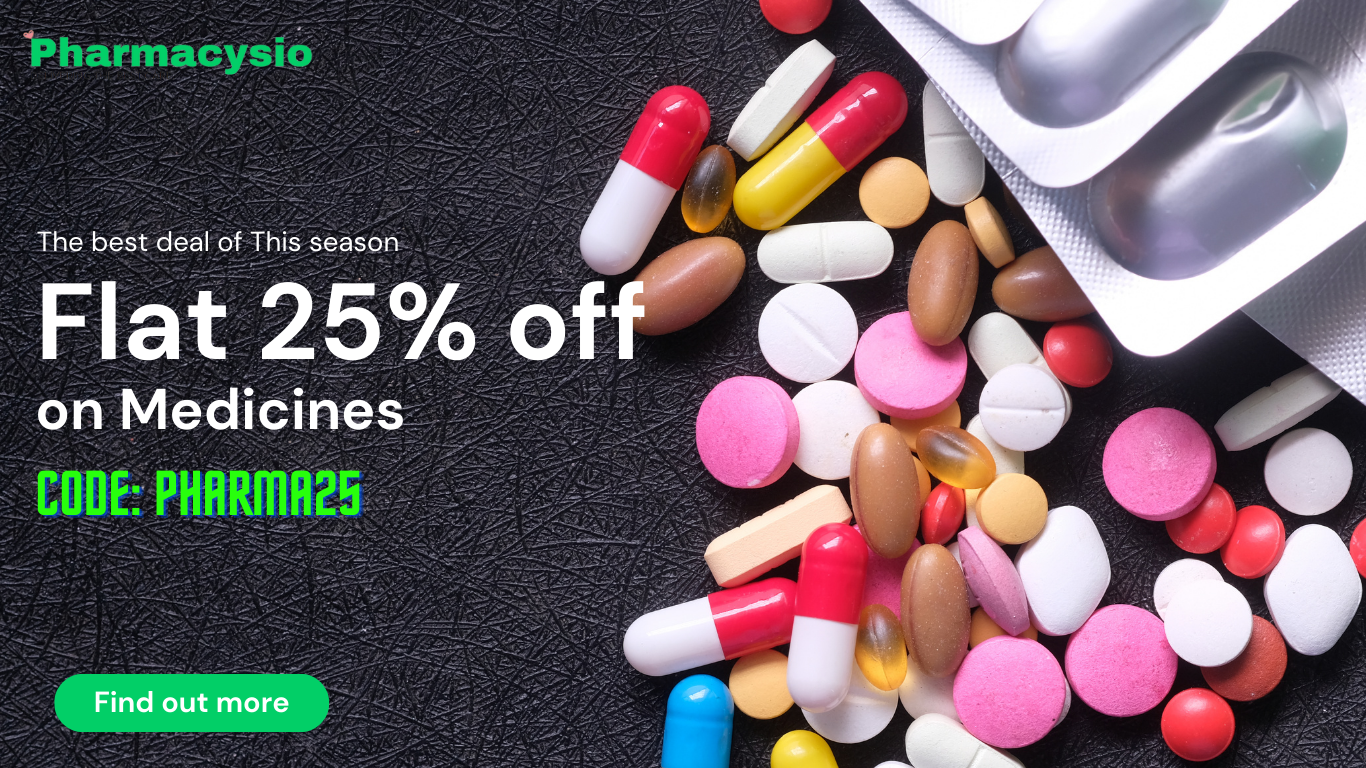 Pharmacysio
The best deal of This season
Flat 25% off
on Medicines
CODE: PHARMA25
Find out more